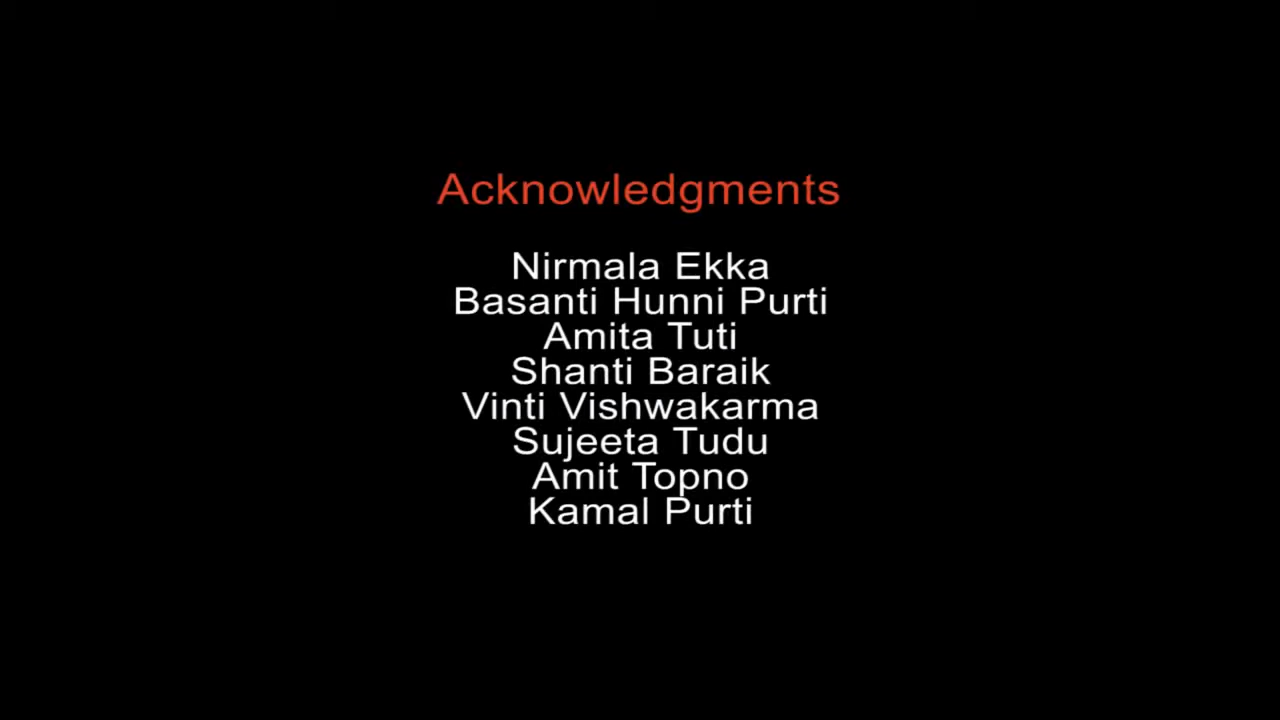 Acknowledgments
Nirmala Ekka
Basanti Hunni Purti
Amita Tuti
Shanti Baraik
Vinti Vishwakarma
Sujeeta Tudu
Amit Topno
Kamal Purti